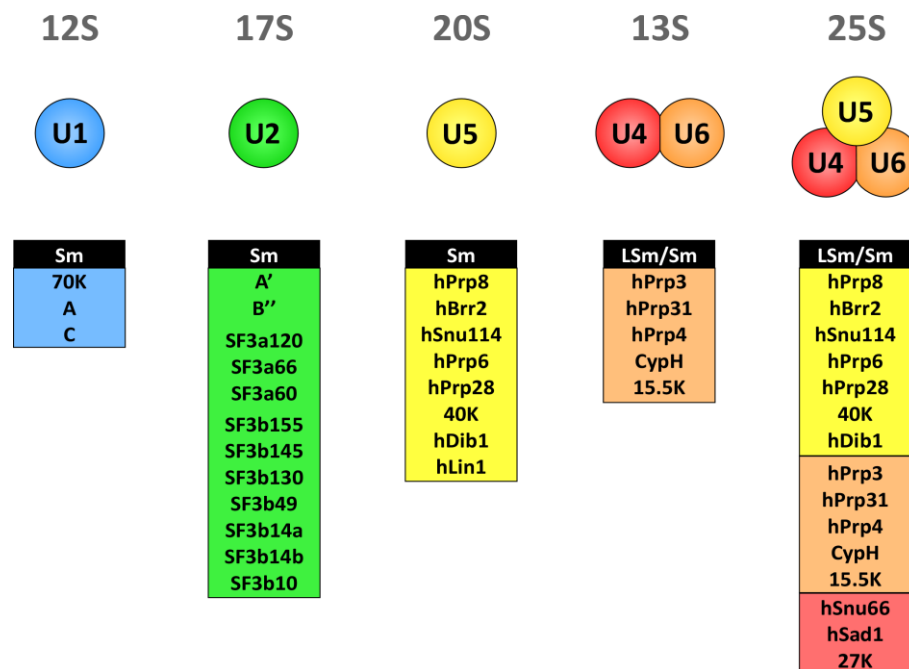 12S
17S
20S
13S
25S
U1
U2
U5
U4
U6
U5
U4
U6
Sm
70K
A
C
Sm
A’
B’’
SF3a120
SF3a66
SF3a60
SF3b155
SF3b145
SF3b130
SF3b49
SF3b14a
SF3b14b
SF3b10
Sm
hPrp8
hBrr2
hSnu114
hPrp6
hPrp28
40K
hDib1
hLin1
LSm/Sm
hPrp3
hPrp31
hPrp4
CypH
15.5K
LSm/Sm
hPrp8
hBrr2
hSnu114
hPrp6
hPrp28
40K
hDib1
hPrp3
hPrp31
hPrp4
CypH
15.5K
hSnu66
hSad1
27K